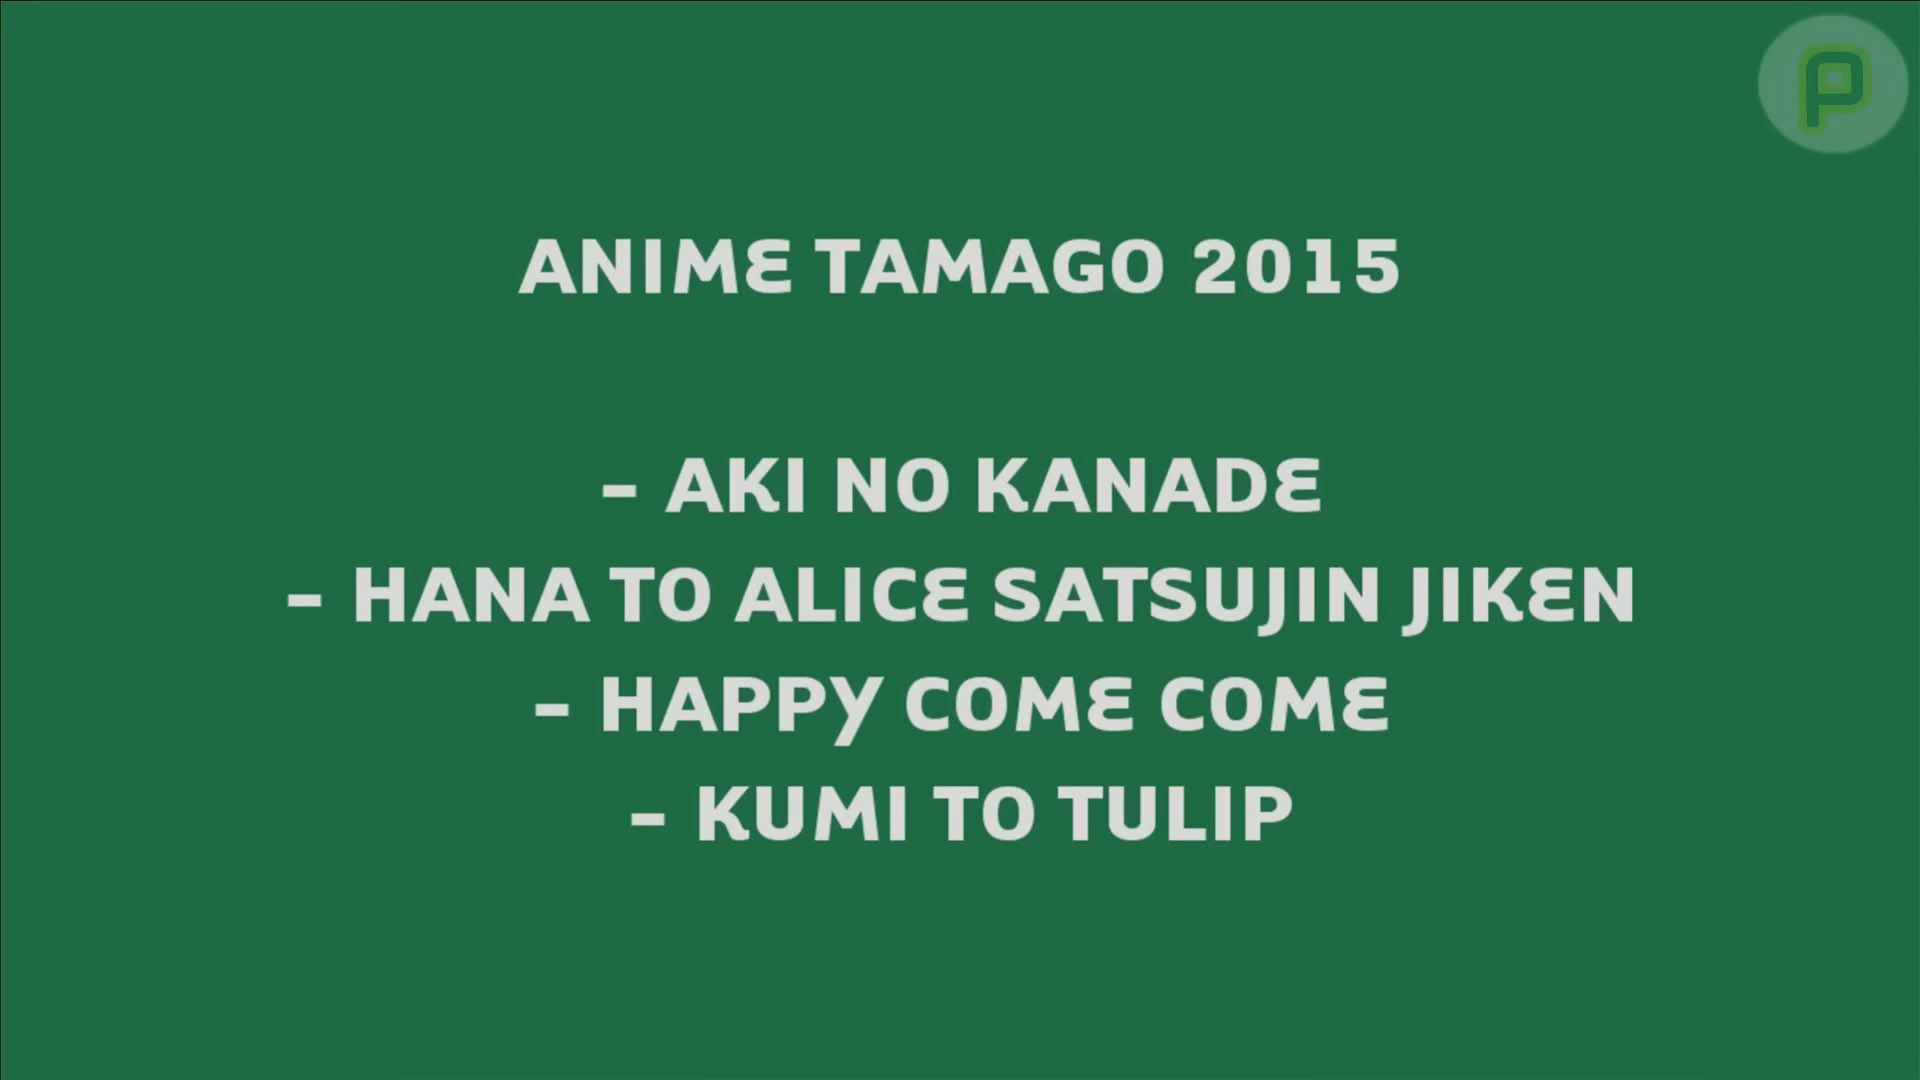 ANIME TAMAGO 2015
- AKI NO KANADE
- HANA TO ALICE SATSUJIN JIKEN
- HAPPY COME COME
- KUMI TO TULIP
P